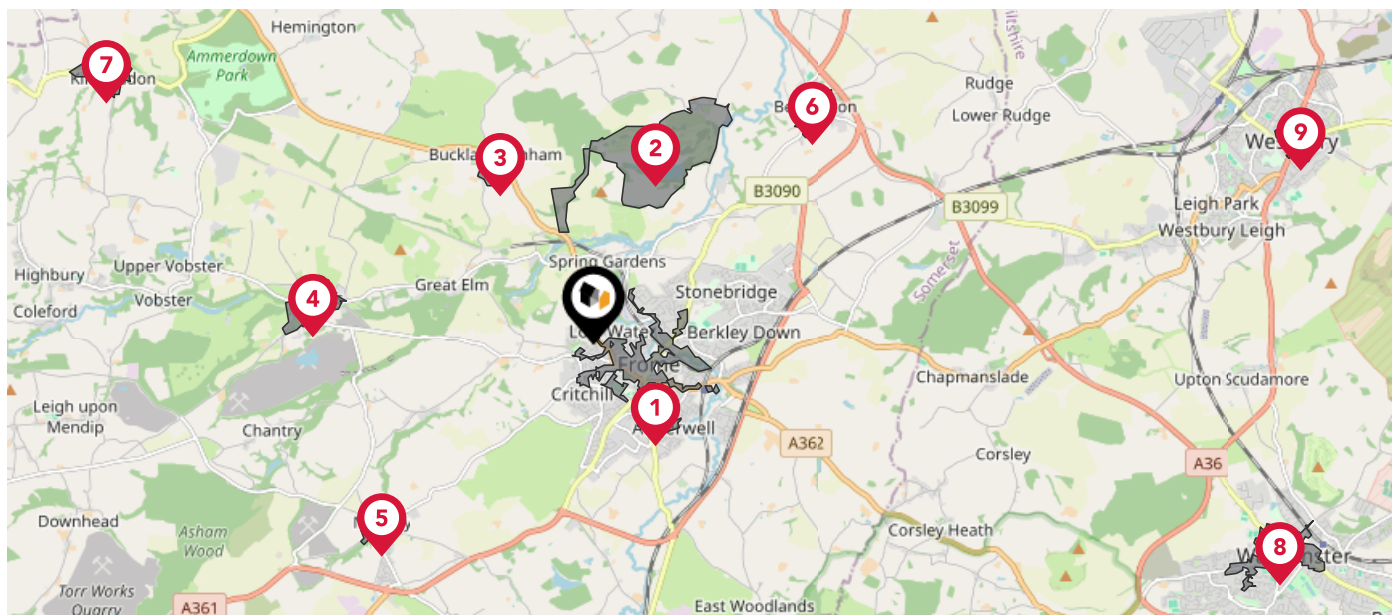 Hemington
Ammerdown
Park
7
Rudge
Lower Rudge
6
9
2
3
B3090
B3099
Leigh Park
Westbury Leigh
Somerset
Spring Gardens
Upper Vobster
Highbury
Vobster
Coleford
Great Elm
Stonebridge
4
Berkley Down
Frome
Critchill
1
Chapmanslade
Upton Scudamore
Leigh upon
Mendip
Chantry
A362
Corsley
A36
5
Downhead
Asham
Wood
Corsley Heath
8
Torr Works
Quarry
A361
East Woodlands